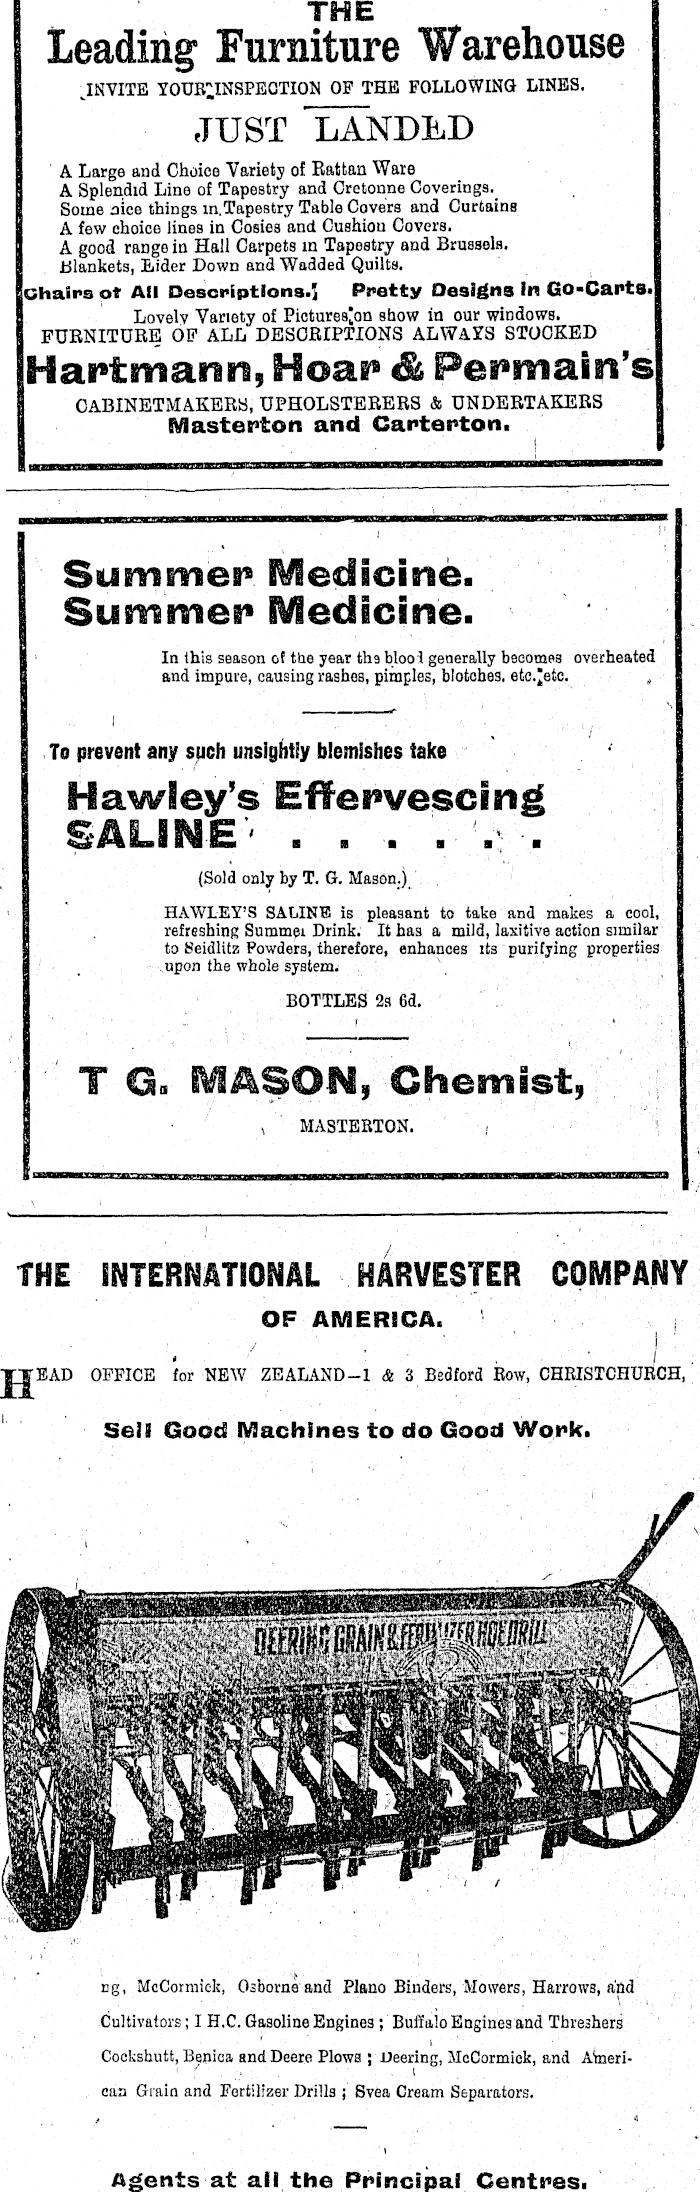 THE
Leading Furniture Warehouse
INVITE YOUR INSPECTION OF THE FOLLOWING LINES.
JUST LANDED
A Large and Choice Variety of Rattan Ware
A Splendid Line of Tapestry and Cretonne Coverings.
Some nice things in Tapestry Table Covers and Curtains
A few choice lines in Cosies and Cushion Covers.
A good range in Hall Carpets in Tapestry and Brussels.
Blankets, Eider Down and Wadded Quilts.
Chairs of All Descriptions. Pretty Designs in Go-Carts.
Lovely Variety of Pictures on show in our windows.
FURNITURE OF ALL DESCRIPTIONS ALWAYS STOCKED
Hartmann, Hoar & Permain's
CABINETMAKERS, UPHOLSTERERS & UNDERTAKERS
Masterton and Carterton.
Summer Medicine.
Summer Medicine.
In this season of the year the blood generally becomes overheated
and impure, causing rashes, pimples, blotches, etc. etc.
To prevent any such unsightly blemishes take
Hawley's Effervescing
SALINE . . . . . .
(Sold only by T. G. Mason.)
HAWLEY'S SALINE is pleasant to take and makes a cool,
refreshing Summer Drink. It has a mild, laxitive action similar
to Seidlitz Powders, therefore, enhances its purifying properties
upon the whole system.
BOTTLES 2s 6d.
T G. MASON, Chemist,
MASTERTON.
THE INTERNATIONAL HARVESTER COMPANY
OF AMERICA.
HEAD OFFICE for NEW ZEALAND—1 & 3 Bedford Row, CHRISTCHURCH,
Sell Good Machines to do Good Work.
DEERING GRAIN & FERTILIZER HOE DRILL
ng, McCormick, Osborne and Plano Binders, Mowers, Harrows, and
Cultivators; I H.C. Gasoline Engines; Buffalo Engines and Threshers
Cockshutt, Benica and Deere Plows; Deering, McCormick, and Ameri-
can Grain and Fertilizer Drills; Svea Cream Separators.
Agents at all the Principal Centres.